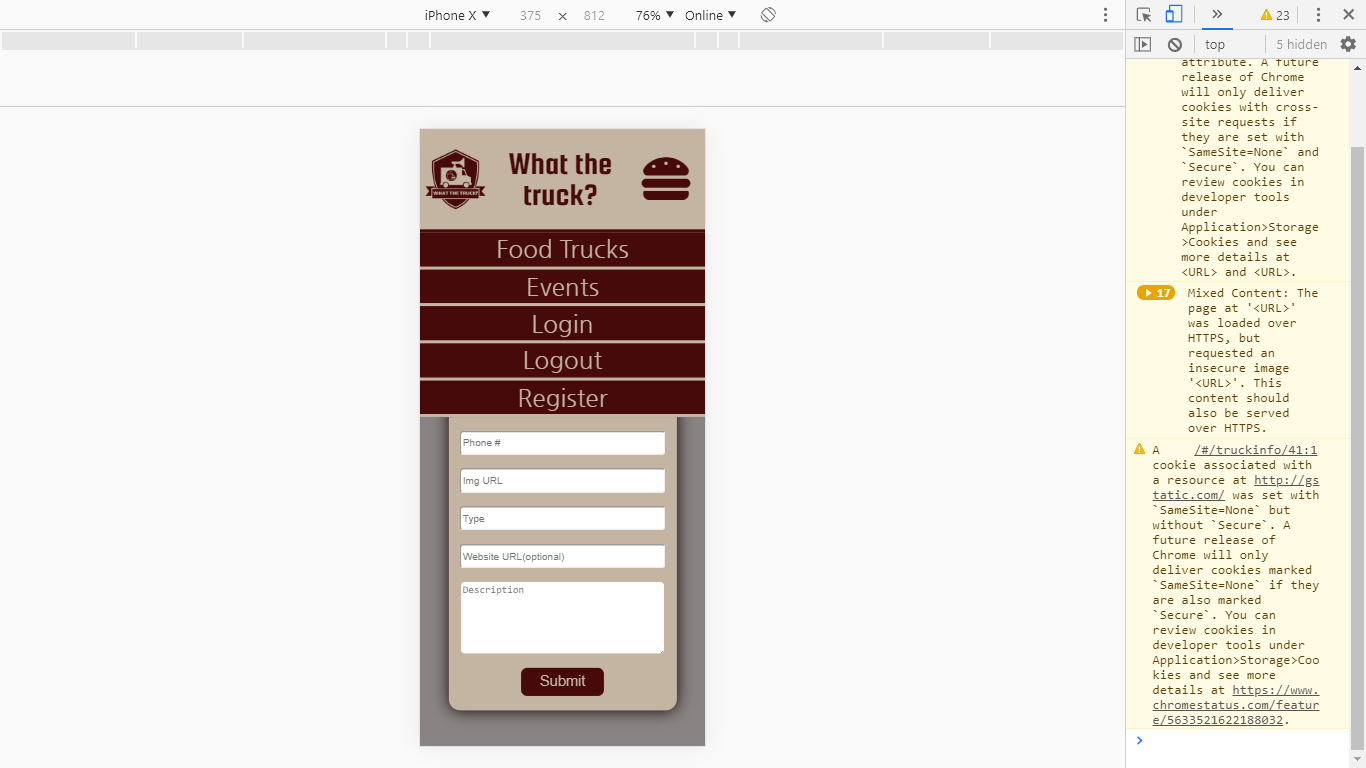 iPhone X 375 × 812 76% Online
23
top 5 hidden
What the
truck?
WHAT THE TRUCK?
Food Trucks
Events
Login
Logout
Register
Phone #
Img URL
Type
Website URL(optional)
Description
Submit
attribute. A future
release of Chrome
will only deliver
cookies with cross-
site requests if
they are set with
`SameSite=None` and
`Secure`. You can
review cookies in
developer tools
under
Application>Storage
>Cookies and see
more details at
<URL> and <URL>.
17 Mixed Content: The
page at '<URL>'
was loaded over
HTTPS, but
requested an
insecure image
'<URL>'. This
content should
also be served
over HTTPS.
A /#/truckinfo/41:1
cookie associated with
a resource at http://gs
tatic.com/ was set with
`SameSite=None` but
without `Secure`. A
future release of
Chrome will only
deliver cookies marked
`SameSite=None` if they
are also marked
`Secure`. You can
review cookies in
developer tools under
Application>Storage>Coo
kies and see more
details at https://www.
chromestatus.com/featur
e/5633521622188032.